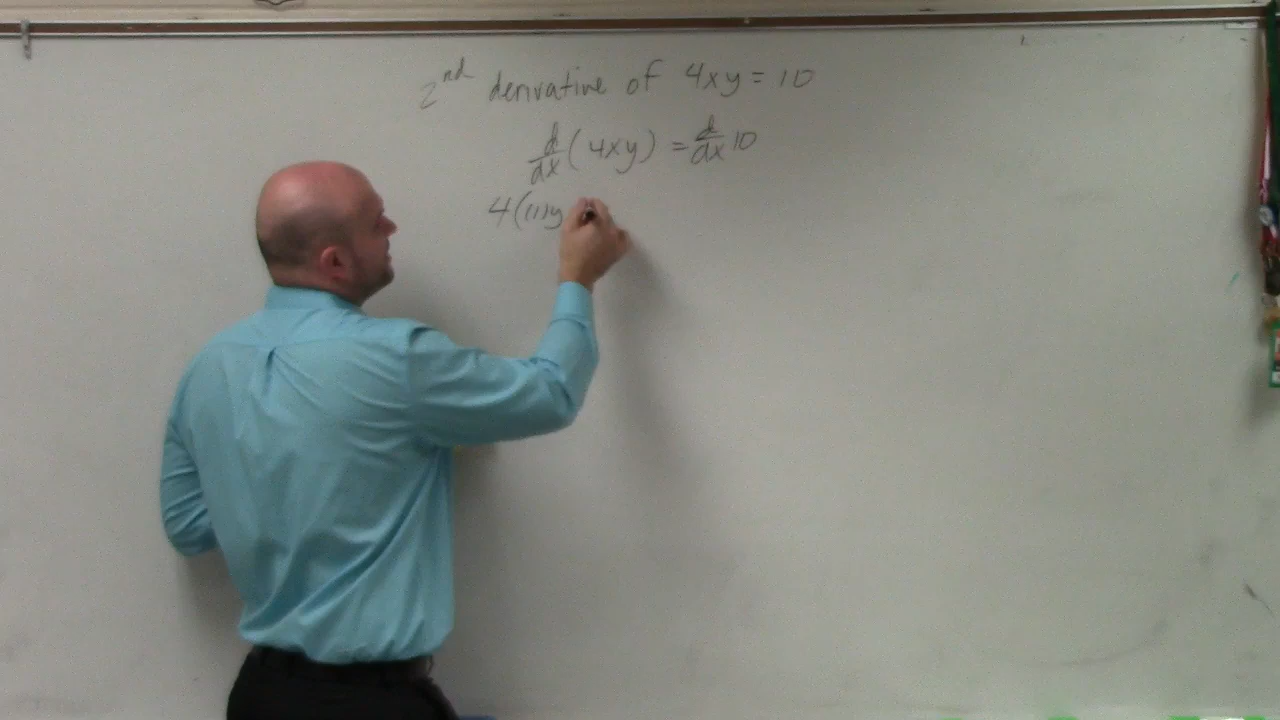 2nd derivative of 4xy = 10
d/dx (4xy) = d/dx 10
4((1)y